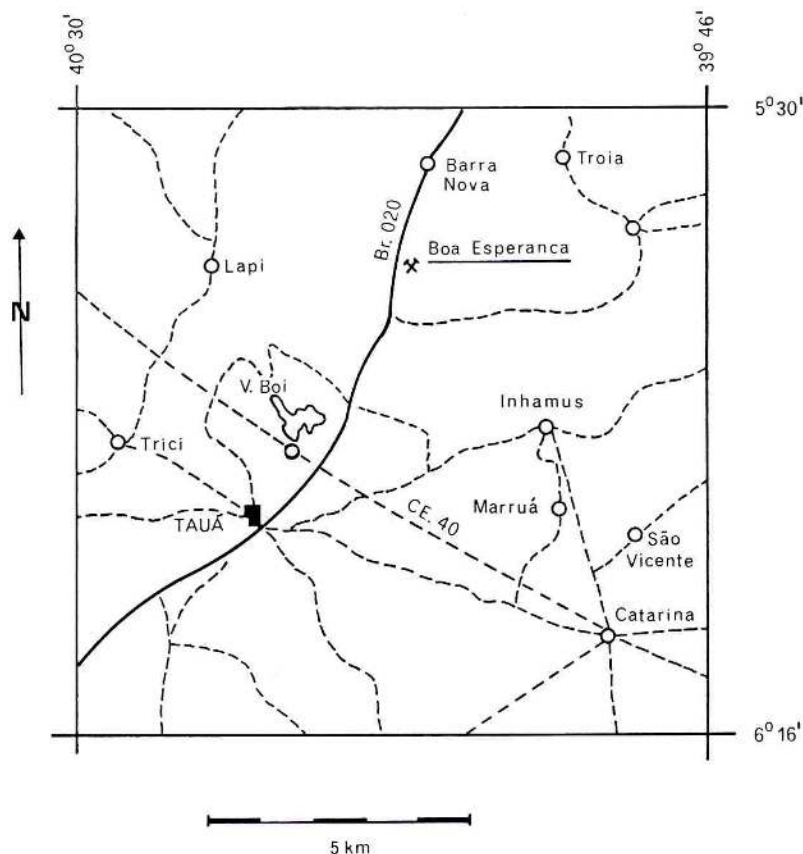 40° 30'
39° 46'
5° 30'
Barra
Nova
Troia
Br. 020
Boa Esperanca
Lapi
N
V. Boi
Inhamus
Trici
CE. 40
Marruá
TAUÁ
São
Vicente
Catarina
6° 16'
5 km